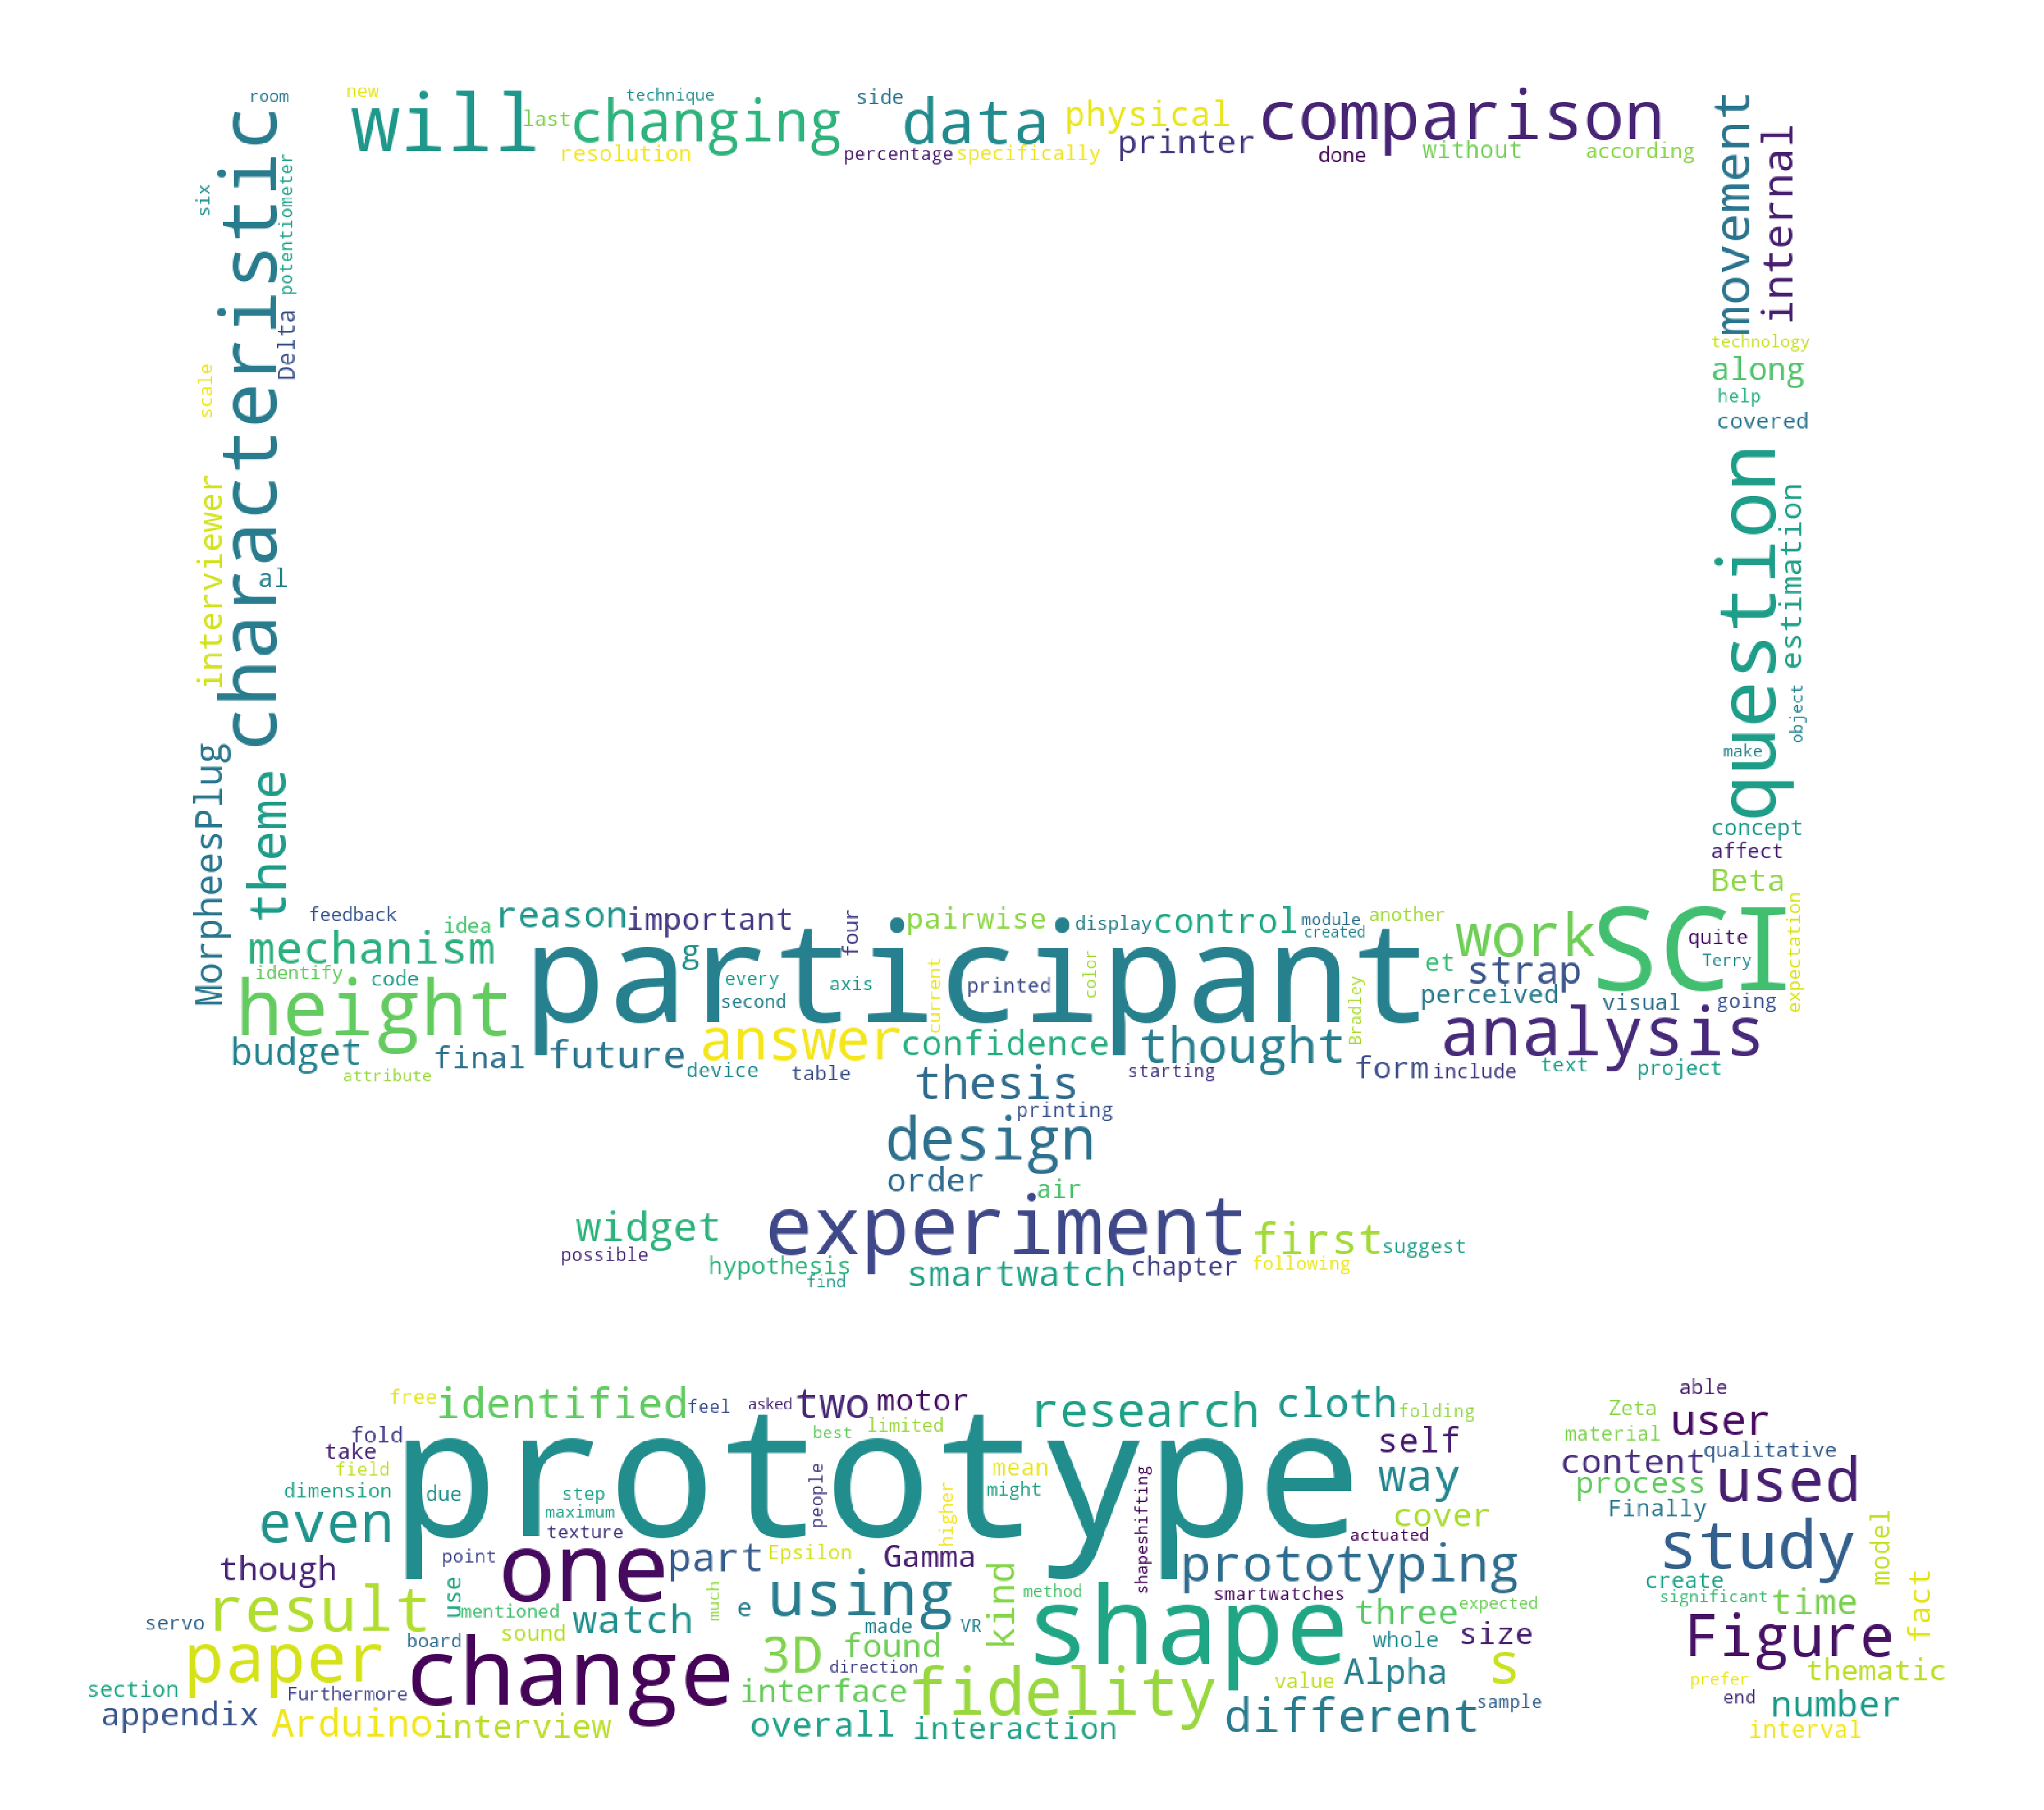 room
new
will
last
technique
changing
resolution
side
data
percentage
specifically
physical
printer
comparison
done
without
according
characteristic
six
potentiometer
Delta
scale
interviewer
al
MorpheesPlug
theme
movement
internal
technology
along
help
covered
question
estimation
object
make
concept
affect
Beta
expectation
feedback
idea
reason
important
four
pairwise
display
control
module
created
another
work
SCI
quite
Terry
mechanism
identify
code
participant
g
every
second
axis
current
printed
color
Bradley
et
strap
perceived
visual
going
height
budget
attribute
final
future
answer
device
table
confidence
thought
starting
form
include
analysis
text
project
thesis
printing
design
order
air
widget
possible
experiment
first
suggest
hypothesis
find
smartwatch
chapter
following
free
identified
feel
asked
two
motor
best
limited
research
cloth
folding
fold
take
field
dimension
due
prototype
step
maximum
texture
people
higher
mean
might
shapeshifting
self
way
cover
actuated
even
though
point
one
part
Epsilon
Gamma
prototyping
smartwatches
result
use
mentioned
sound
watch
much
e
using
made
VR
kind
method
shape
three
expected
whole
size
servo
paper
board
change
3D
found
direction
interface
fidelity
value
Alpha
s
section
appendix
Furthermore
Arduino
interview
overall
interaction
different
sample
able
Zeta
user
material
content
qualitative
process
used
Finally
study
model
create
significant
time
fact
Figure
thematic
prefer
end
number
interval